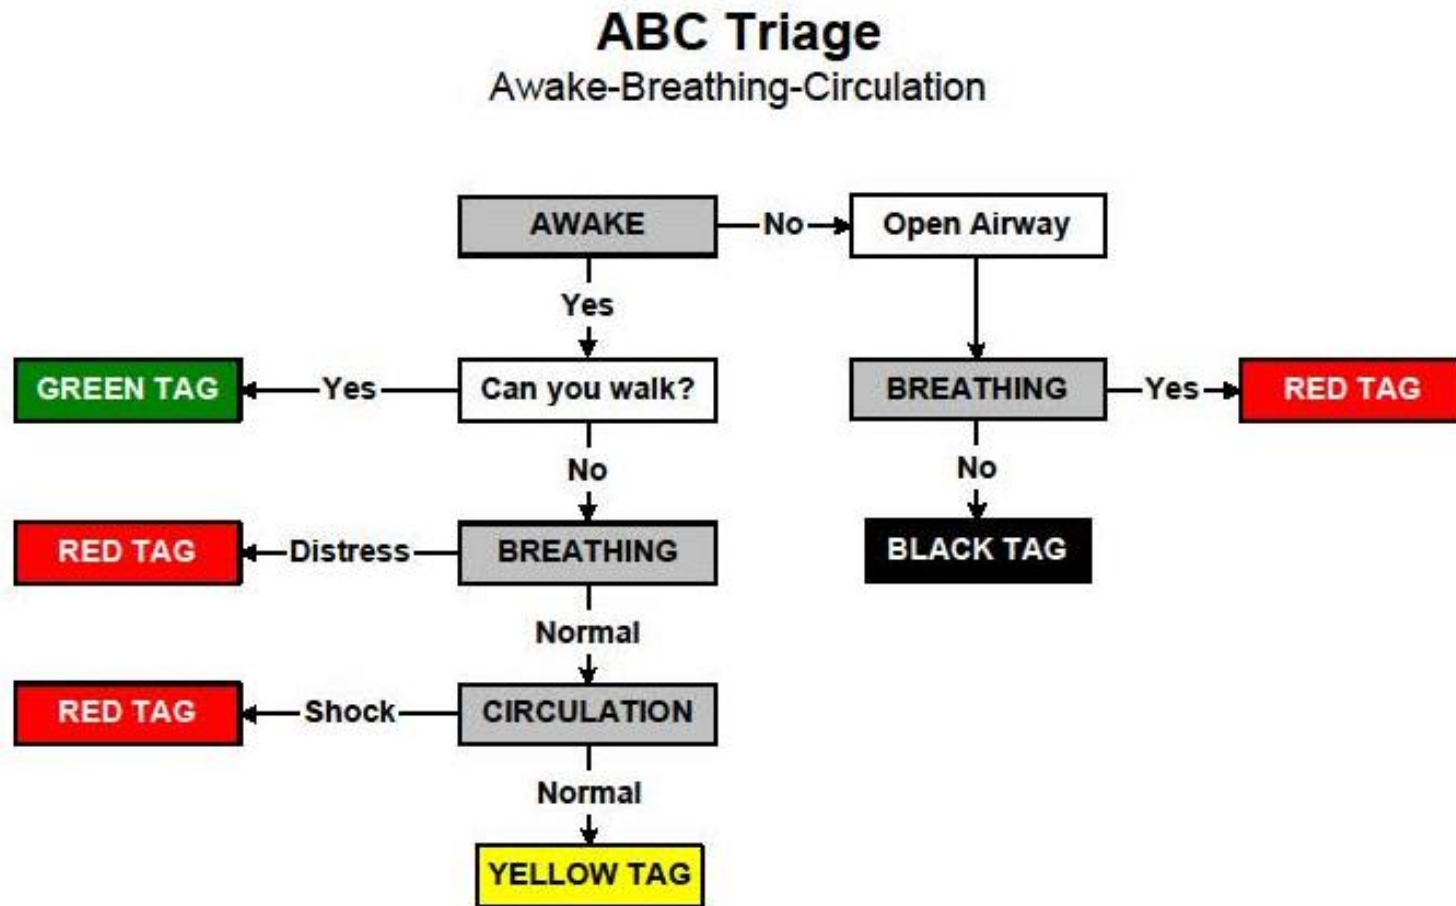 ABC Triage
Awake-Breathing-Circulation
AWAKE
No
Open Airway
Yes
GREEN TAG
Yes
Can you walk?
BREATHING
Yes
RED TAG
No
No
RED TAG
Distress
BREATHING
BLACK TAG
Normal
RED TAG
Shock
CIRCULATION
Normal
YELLOW TAG